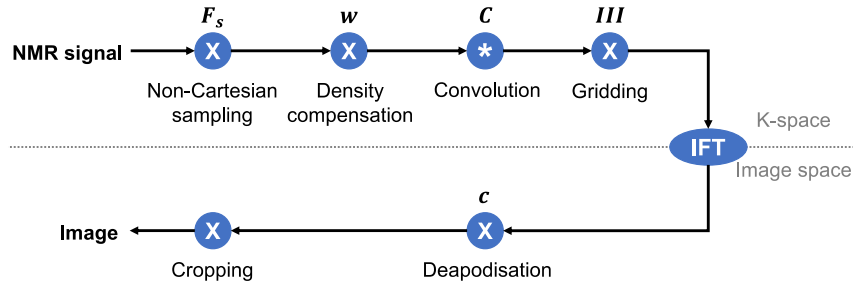 F_s w C III
NMR signal X X * X
Non-Cartesian sampling
Density compensation
Convolution
Gridding
K-space
IFT
Image space
c
Image X X
Cropping
Deapodisation